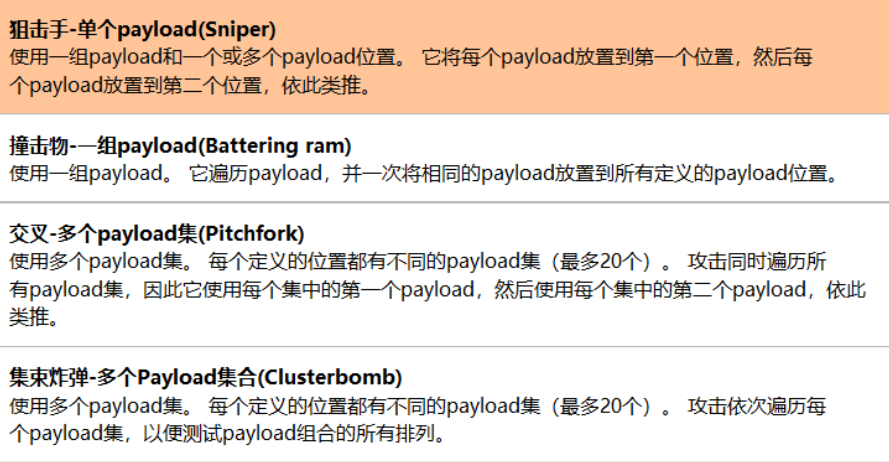 狙击手-单个payload(Sniper)
使用一组payload和一个或多个payload位置。 它将每个payload放置到第一个位置，然后每
个payload放置到第二个位置，依此类推。
撞击物-一组payload(Battering ram)
使用一组payload。 它遍历payload，并一次将相同的payload放置到所有定义的payload位置。
交叉-多个payload集(Pitchfork)
使用多个payload集。 每个定义的位置都有不同的payload集（最多20个）。 攻击同时遍历所
有payload集，因此它使用每个集中的第一个payload，然后使用每个集中的第二个payload，依此
类推。
集束炸弹-多个Payload集合(Clusterbomb)
使用多个payload集。 每个定义的位置都有不同的payload集（最多20个）。 攻击依次遍历每
个payload集，以便测试payload组合的所有排列。